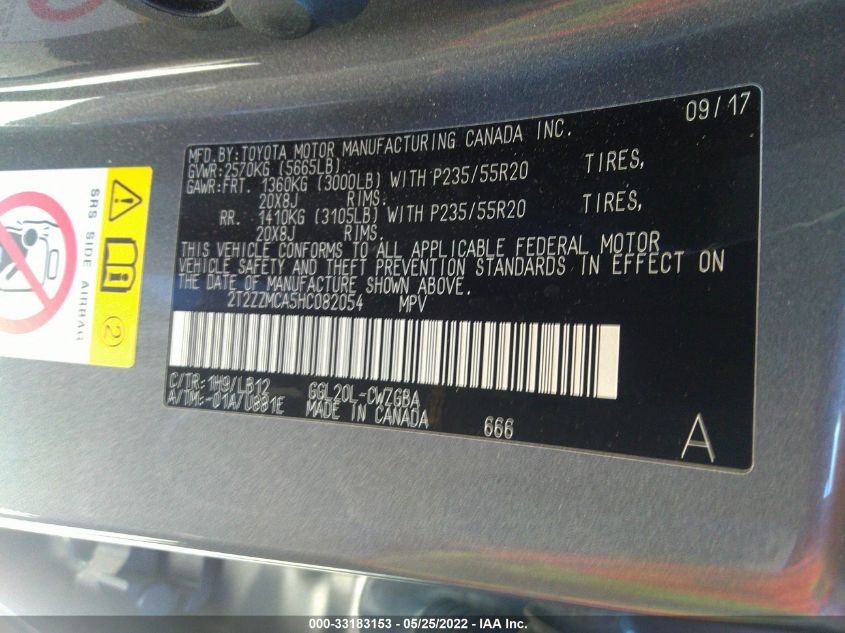 09/17
MFD.BY:TOYOTA MOTOR MANUFACTURING CANADA INC.
GVWR:2570KG (5665LB)
GAWR:FRT. 1360KG (3000LB) WITH P235/55R20 TIRES,
20X8J RIMS.
RR. 1410KG (3105LB) WITH P235/55R20 TIRES,
20X8J RIMS.
THIS VEHICLE CONFORMS TO ALL APPLICABLE FEDERAL MOTOR
VEHICLE SAFETY AND THEFT PREVENTION STANDARDS IN EFFECT ON
THE DATE OF MANUFACTURE SHOWN ABOVE.
2T2ZZMCA5HC082054 MPV
C/TR:1H9/LB12 GGL20L-CWZGBA
A/TM:-01A/U881E MADE IN CANADA
666
A
SRS SIDE AIRBAG
2
000-33183153 - 05/25/2022 - IAA Inc.